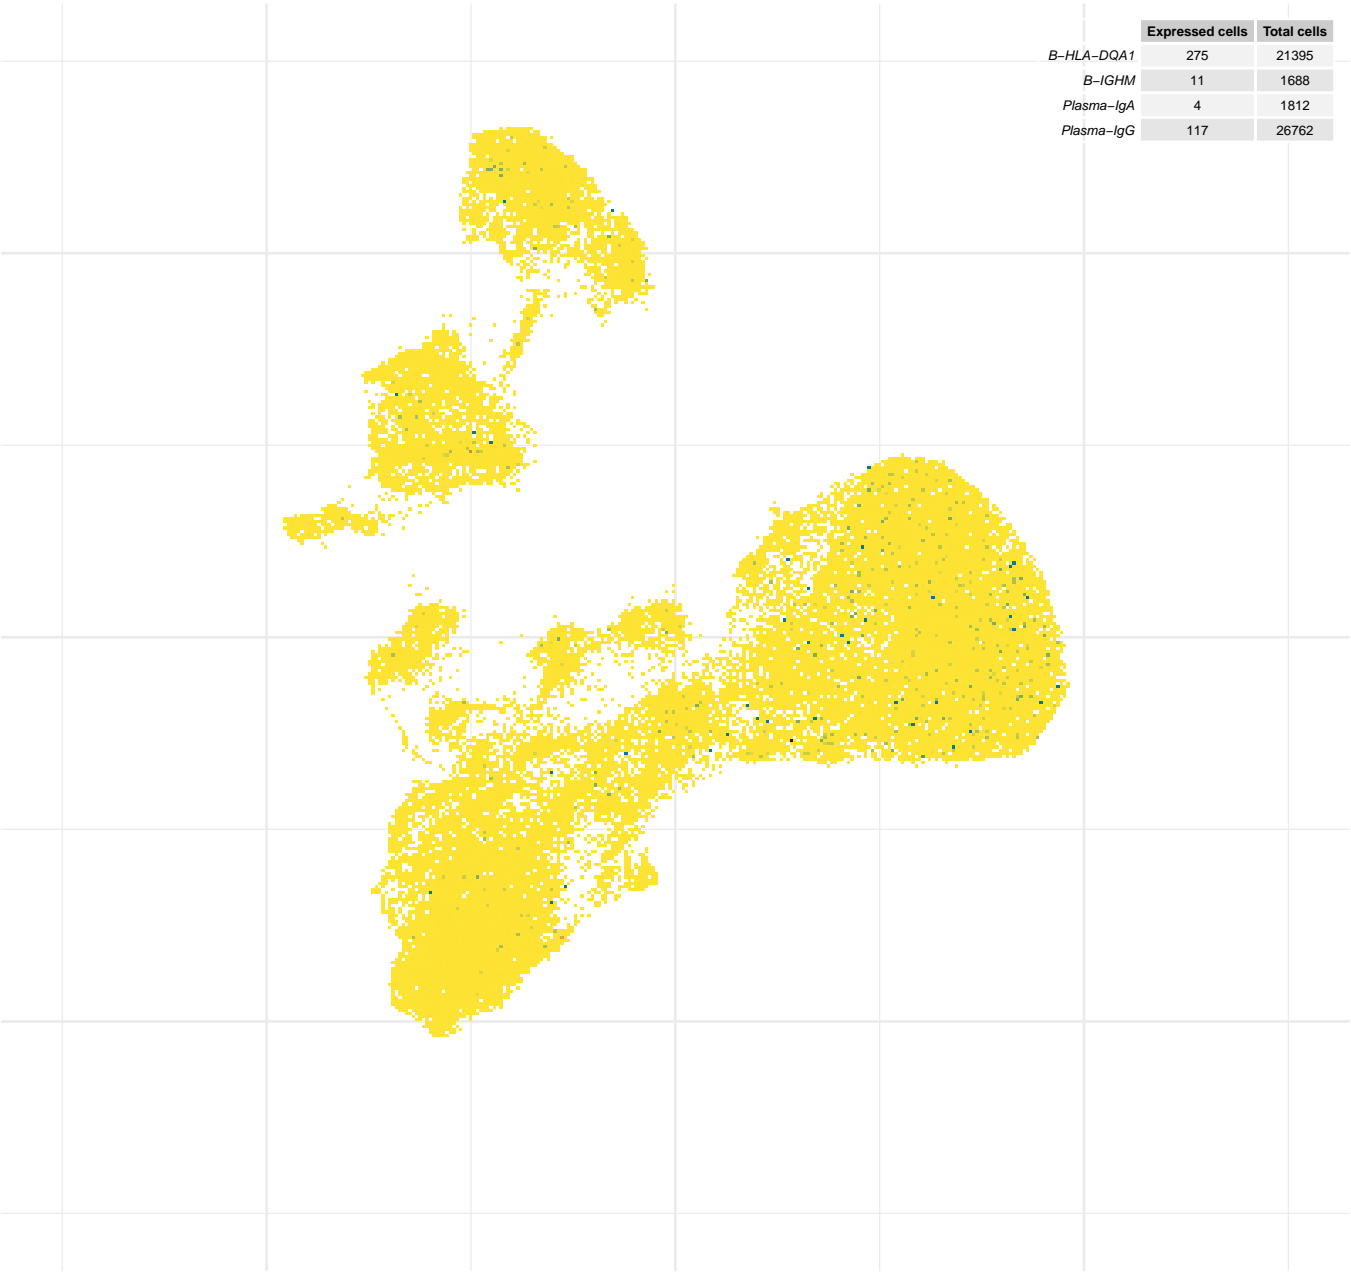 Expressed cells Total cells
B−HLA−DQA1 275 21395
B−IGHM 11 1688
Plasma−IgA 4 1812
Plasma−IgG 117 26762